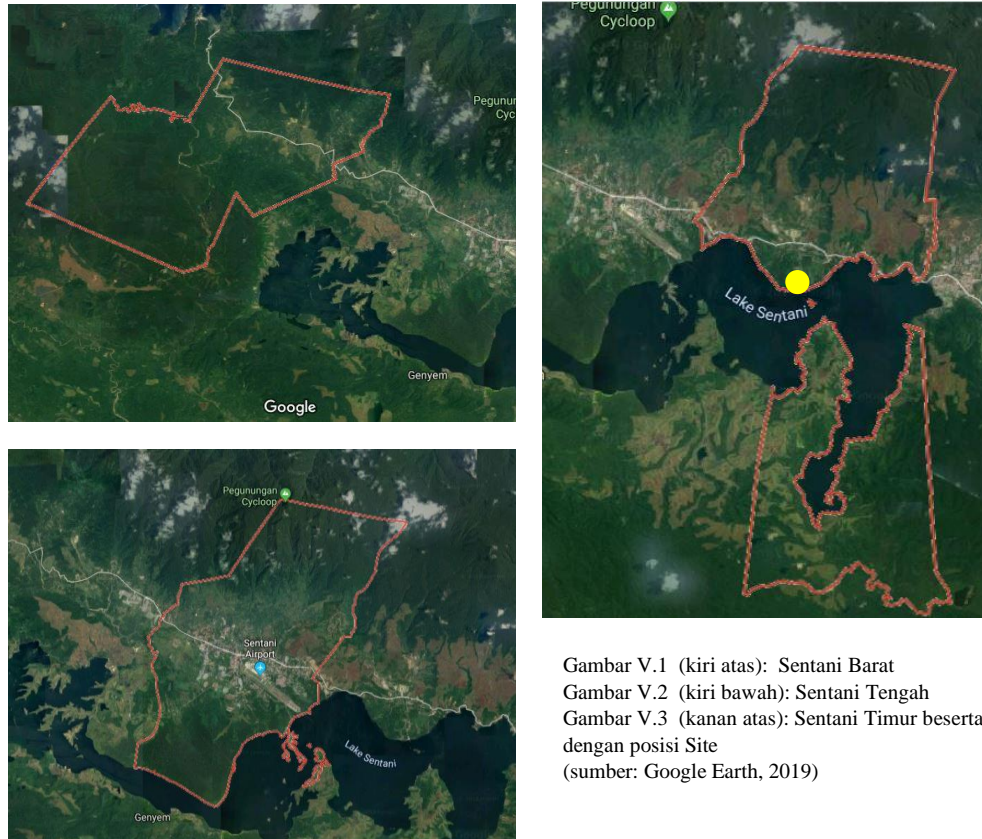 Pegunun
Cyc
Genyem
Google
Pegunungan
Cycloop
Lake Sentani
Pegunungan
Cycloop
Sentani
Airport
Lake Sentani
Genyem
Gambar V.1 (kiri atas): Sentani Barat
Gambar V.2 (kiri bawah): Sentani Tengah
Gambar V.3 (kanan atas): Sentani Timur beserta
dengan posisi Site
(sumber: Google Earth, 2019)